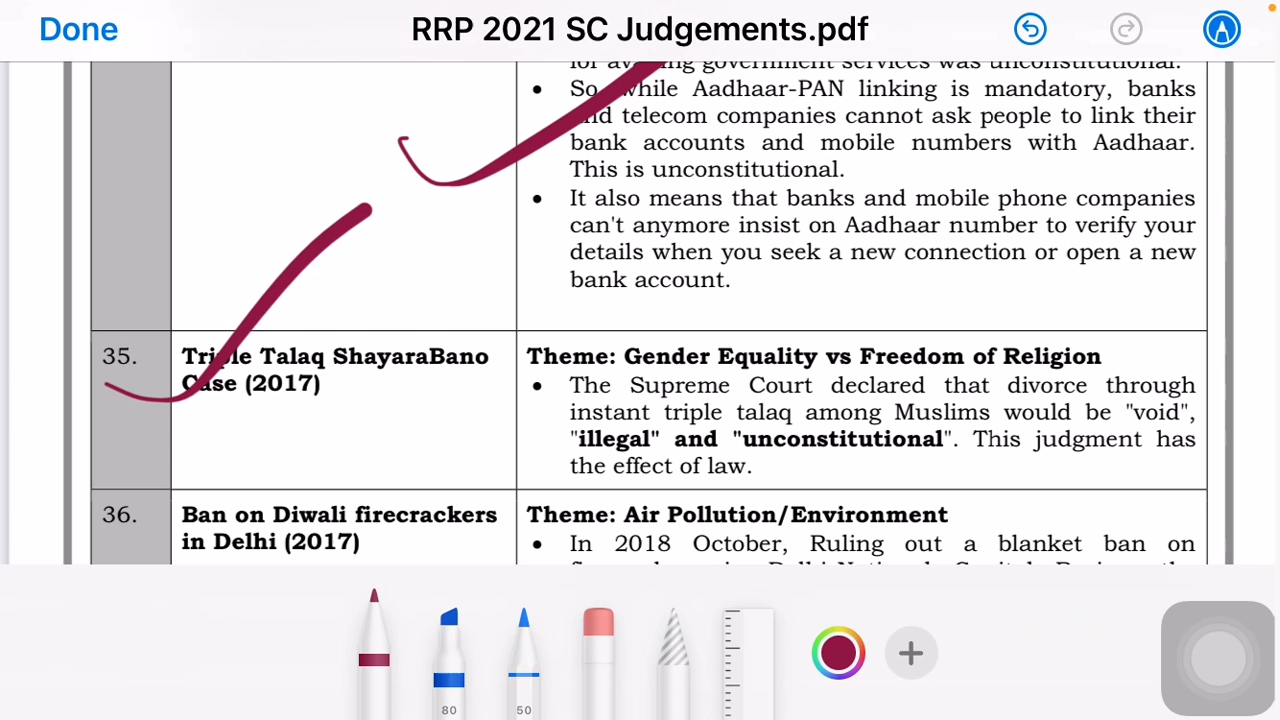 Done
RRP 2021 SC Judgements.pdf
government services was unconstitutional.
So while Aadhaar-PAN linking is mandatory, banks
and telecom companies cannot ask people to link their
bank accounts and mobile numbers with Aadhaar.
This is unconstitutional.
It also means that banks and mobile phone companies
can't anymore insist on Aadhaar number to verify your
details when you seek a new connection or open a new
bank account.
35.
Triple Talaq ShayaraBano
Case (2017)
Theme: Gender Equality vs Freedom of Religion
The Supreme Court declared that divorce through
instant triple talaq among Muslims would be "void",
"illegal" and "unconstitutional". This judgment has
the effect of law.
36.
Ban on Diwali firecrackers
in Delhi (2017)
Theme: Air Pollution/Environment
In 2018 October, Ruling out a blanket ban on
80
50